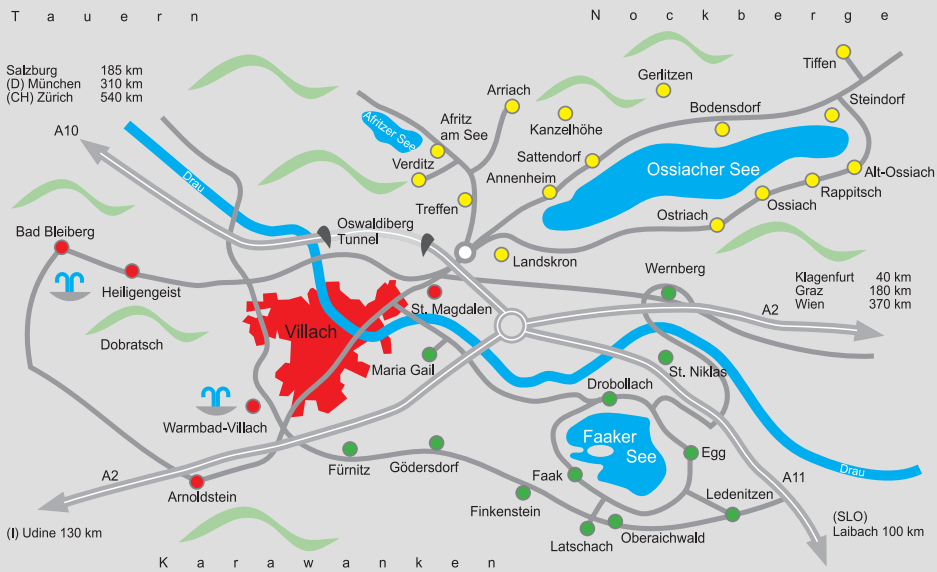 T a u e r n
N o c k b e r g e
Salzburg 185 km
(D) München 310 km
(CH) Zürich 540 km
A10
Drau
Afritzer See
Afritz
am See
Arriach
Verditz
Treffen
Kanzelhöhe
Gerlitzen
Tiffen
Bodensdorf
Steindorf
Sattendorf
Annenheim
Ossiacher See
Alt-Ossiach
Rappitsch
Ossiach
Ostriach
Landskron
Oswaldiberg
Tunnel
Bad Bleiberg
Heiligengeist
Dobratsch
Villach
St. Magdalen
Wernberg
Klagenfurt 40 km
Graz 180 km
Wien 370 km
A2
Maria Gail
St. Niklas
Drobollach
Warmbad-Villach
Faaker
See
Egg
Faak
Fürnitz
Gödersdorf
Finkenstein
Latschach
Oberaichwald
Ledenitzen
A11
Drau
A2
Arnoldstein
(I) Udine 130 km
(SLO)
Laibach 100 km
K a r a w a n k e n